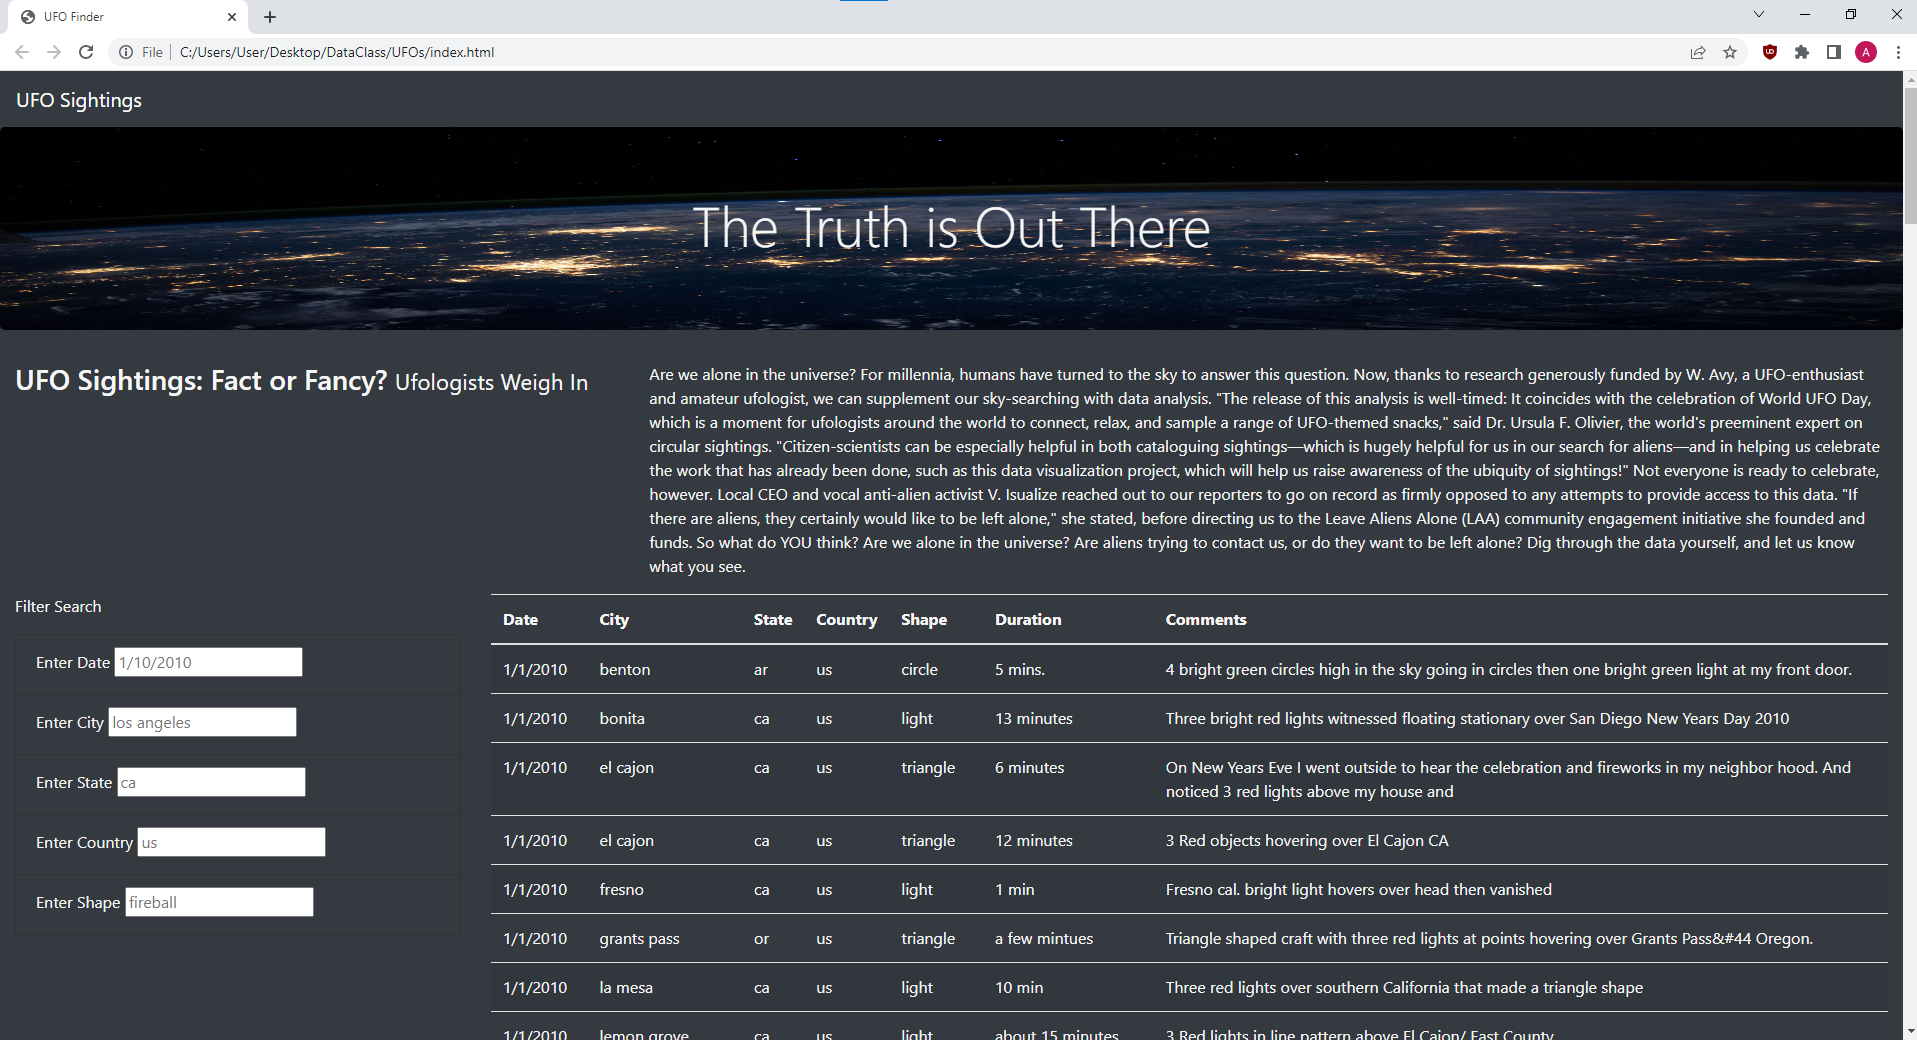 UFO Finder
File
C:/Users/User/Desktop/DataClass/UFOs/index.html
A
UFO Sightings
The Truth is Out There
UFO Sightings: Fact or Fancy? Ufologists Weigh In
Are we alone in the universe? For millennia, humans have turned to the sky to answer this question. Now, thanks to research generously funded by W. Avy, a UFO-enthusiast
and amateur ufologist, we can supplement our sky-searching with data analysis. "The release of this analysis is well-timed: It coincides with the celebration of World UFO Day,
which is a moment for ufologists around the world to connect, relax, and sample a range of UFO-themed snacks," said Dr. Ursula F. Olivier, the world's preeminent expert on
circular sightings. "Citizen-scientists can be especially helpful in both cataloguing sightings—which is hugely helpful for us in our search for aliens—and in helping us celebrate
the work that has already been done, such as this data visualization project, which will help us raise awareness of the ubiquity of sightings!" Not everyone is ready to celebrate,
however. Local CEO and vocal anti-alien activist V. Isualize reached out to our reporters to go on record as firmly opposed to any attempts to provide access to this data. "If
there are aliens, they certainly would like to be left alone," she stated, before directing us to the Leave Aliens Alone (LAA) community engagement initiative she founded and
funds. So what do YOU think? Are we alone in the universe? Are aliens trying to contact us, or do they want to be left alone? Dig through the data yourself, and let us know
what you see.
Filter Search
Enter Date 1/10/2010
Enter City los angeles
Enter State ca
Enter Country us
Enter Shape fireball
Date City State Country Shape Duration Comments
1/1/2010 benton ar us circle 5 mins. 4 bright green circles high in the sky going in circles then one bright green light at my front door.
1/1/2010 bonita ca us light 13 minutes Three bright red lights witnessed floating stationary over San Diego New Years Day 2010
1/1/2010 el cajon ca us triangle 6 minutes On New Years Eve I went outside to hear the celebration and fireworks in my neighbor hood. And
noticed 3 red lights above my house and
1/1/2010 el cajon ca us triangle 12 minutes 3 Red objects hovering over El Cajon CA
1/1/2010 fresno ca us light 1 min Fresno cal. bright light hovers over head then vanished
1/1/2010 grants pass or us triangle a few mintues Triangle shaped craft with three red lights at points hovering over Grants Pass&#44 Oregon.
1/1/2010 la mesa ca us light 10 min Three red lights over southern California that made a triangle shape
1/1/2010 lemon grove ca us light about 15 minutes 3 Red lights in line pattern above El Cajon/ East County